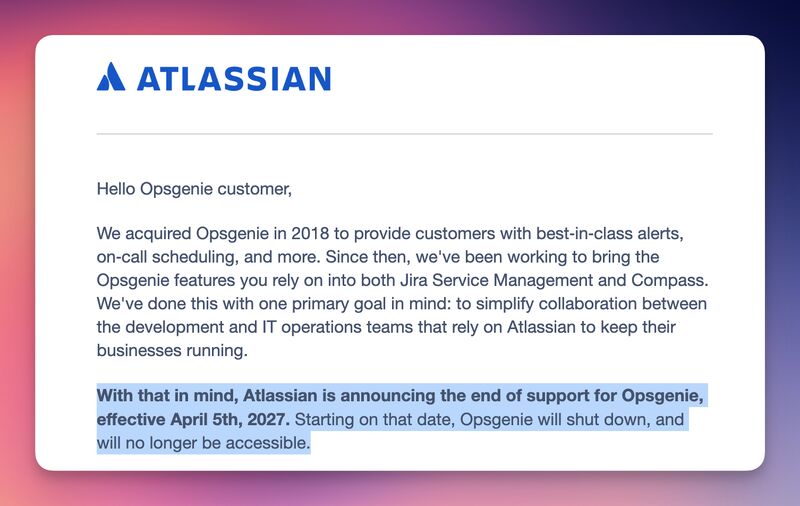 ATLASSIAN
Hello Opsgenie customer,
We acquired Opsgenie in 2018 to provide customers with best-in-class alerts,
on-call scheduling, and more. Since then, we've been working to bring the
Opsgenie features you rely on into both Jira Service Management and Compass.
We've done this with one primary goal in mind: to simplify collaboration between
the development and IT operations teams that rely on Atlassian to keep their
businesses running.
With that in mind, Atlassian is announcing the end of support for Opsgenie,
effective April 5th, 2027. Starting on that date, Opsgenie will shut down, and
will no longer be accessible.